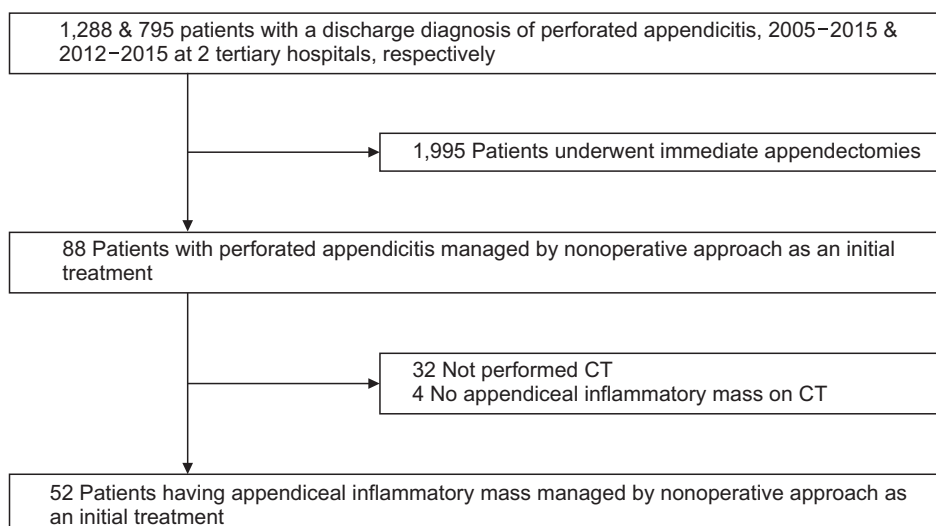 1,288 & 795 patients with a discharge diagnosis of perforated appendicitis, 2005−2015 &
2012−2015 at 2 tertiary hospitals, respectively
1,995 Patients underwent immediate appendectomies
88 Patients with perforated appendicitis managed by nonoperative approach as an initial
treatment
32 Not performed CT
4 No appendiceal inflammatory mass on CT
52 Patients having appendiceal inflammatory mass managed by nonoperative approach as
an initial treatment